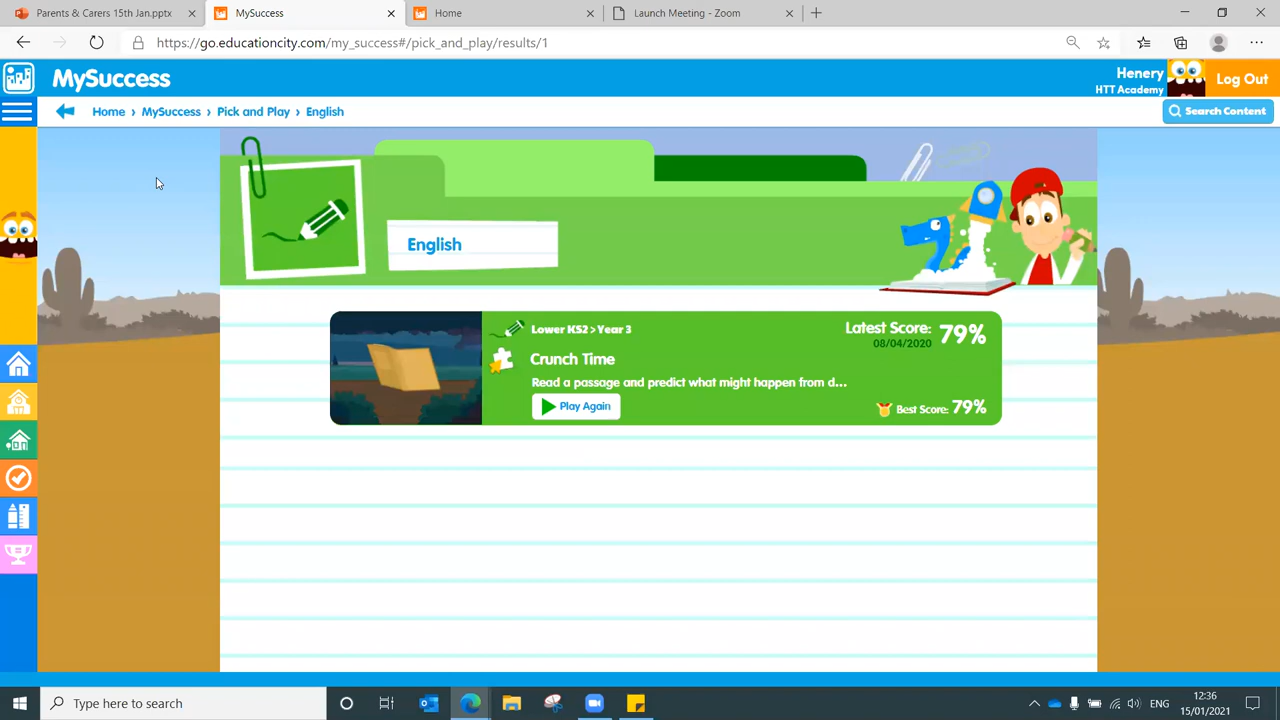 Parents & Carers 15th Jan.pptx
MySuccess
Home
Launch Meeting - Zoom
https://go.educationcity.com/my_success#/pick_and_play/results/1
MySuccess
Henery
HTT Academy
Log Out
Home › MySuccess › Pick and Play › English
Search Content
English
Lower KS2 > Year 3
Latest Score: 79%
08/04/2020
Crunch Time
Read a passage and predict what might happen from d...
Play Again
Best Score: 79%
Type here to search
ENG
12:36
15/01/2021